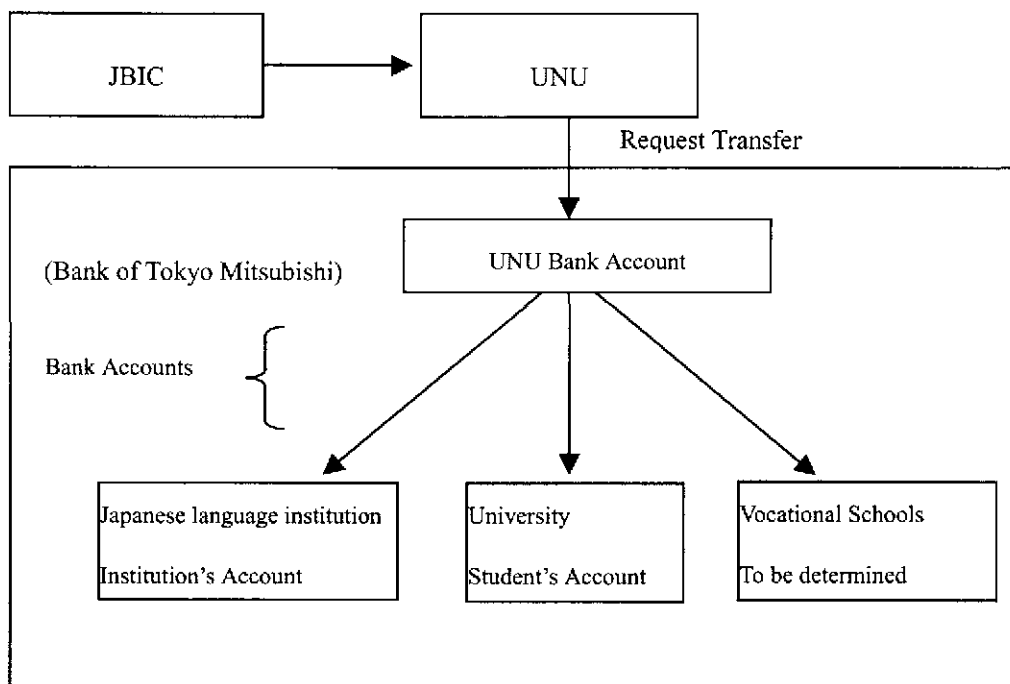 JBIC
UNU
Request Transfer
UNU Bank Account
(Bank of Tokyo Mitsubishi)
Bank Accounts
Japanese language institution
Institution's Account
University
Student's Account
Vocational Schools
To be determined